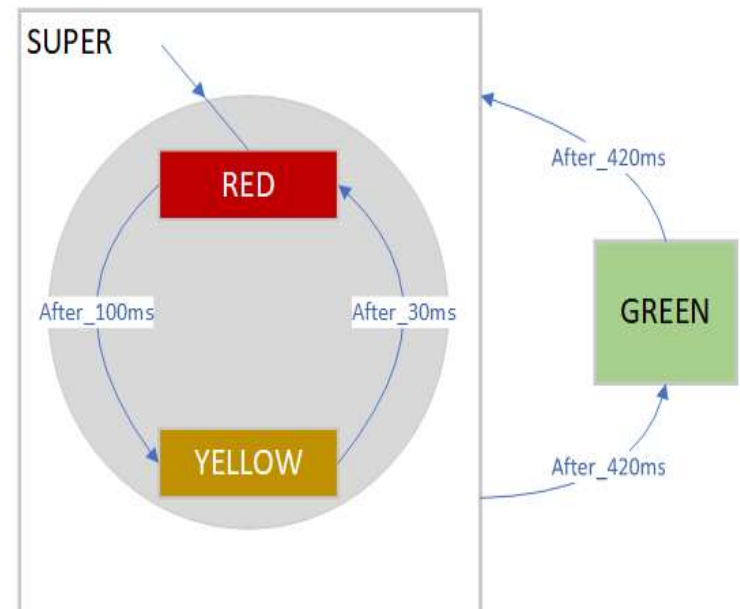 SUPER
RED
After_420ms
After_100ms
After_30ms
GREEN
YELLOW
After_420ms